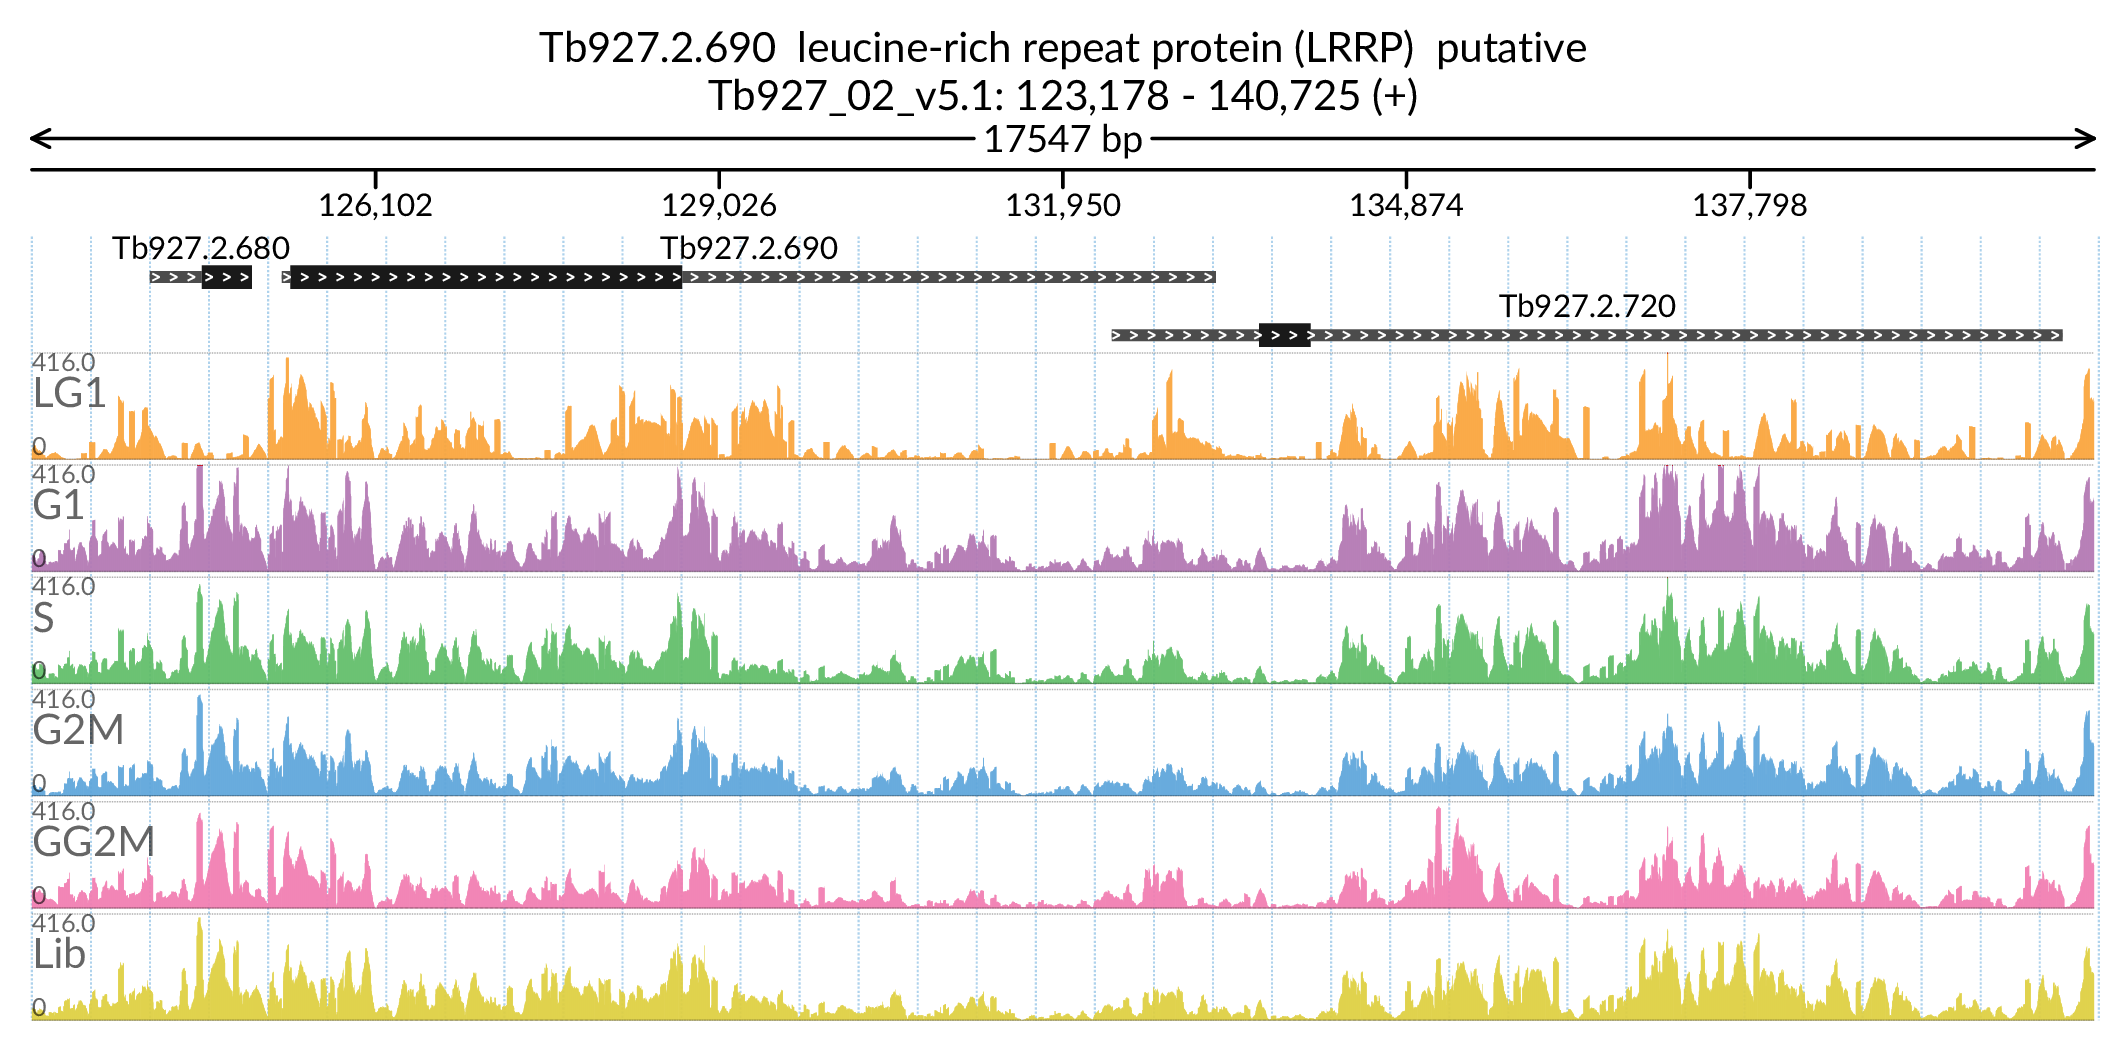 Tb927.2.690  leucine-rich repeat protein (LRRP)  putative
Tb927_02_v5.1: 123,178 - 140,725 (+)
17547 bp
126,102 129,026 131,950 134,874 137,798
Tb927.2.680 Tb927.2.690
Tb927.2.720
416.0
LG1
0
416.0
G1
0
416.0
S
0
416.0
G2M
0
416.0
GG2M
0
416.0
Lib
0